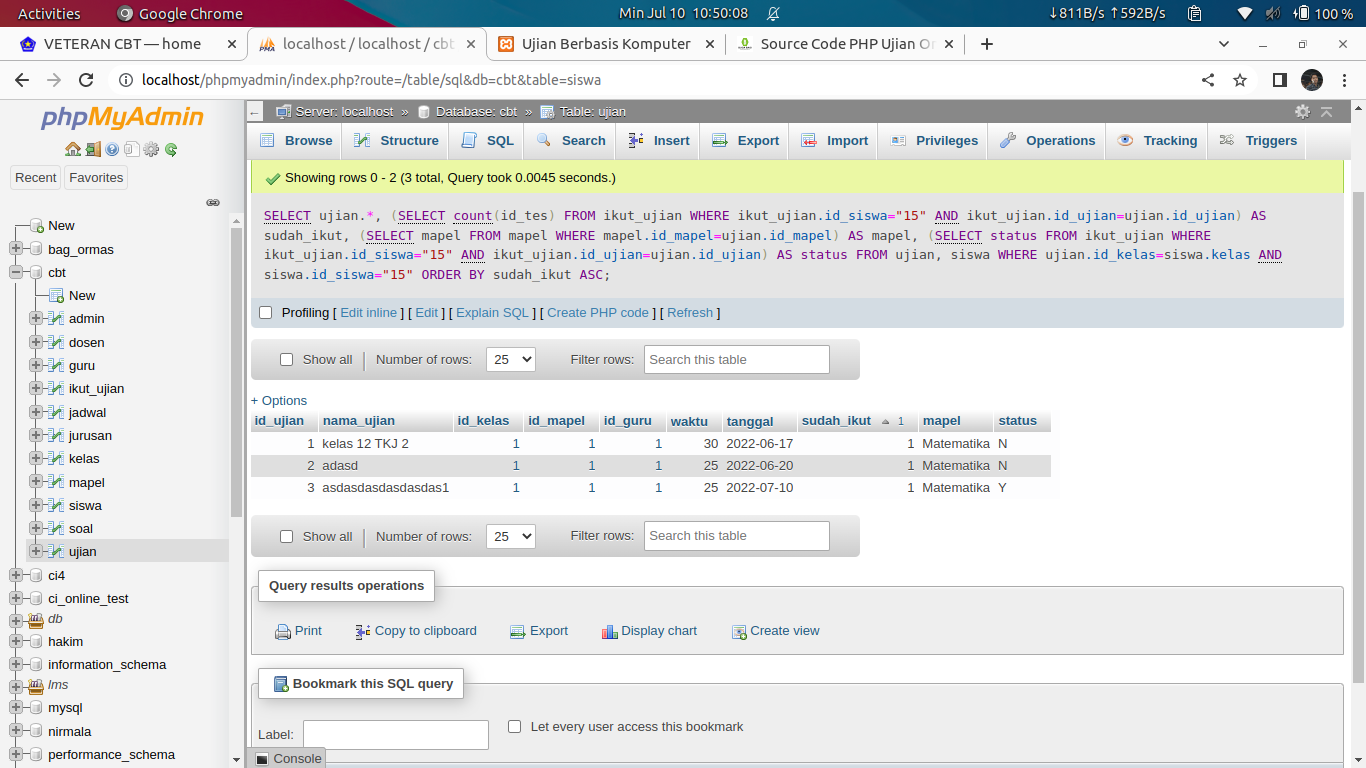 Activities
Google Chrome
Min Jul 10 10:50:08
↓811B/s ↑592B/s
100 %
VETERAN CBT — home
localhost / localhost / cbt
Ujian Berbasis Komputer
Source Code PHP Ujian On
localhost/phpmyadmin/index.php?route=/table/sql&db=cbt&table=siswa
phpMyAdmin
Recent
Favorites
New
bag_ormas
cbt
New
admin
dosen
guru
ikut_ujian
jadwal
jurusan
kelas
mapel
siswa
soal
ujian
ci4
ci_online_test
db
hakim
information_schema
lms
mysql
nirmala
performance_schema
Server: localhost » Database: cbt » Table: ujian
Browse Structure SQL Search Insert Export Import Privileges Operations Tracking Triggers
Showing rows 0 - 2 (3 total, Query took 0.0045 seconds.)
SELECT ujian.*, (SELECT count(id_tes) FROM ikut_ujian WHERE ikut_ujian.id_siswa="15" AND ikut_ujian.id_ujian=ujian.id_ujian) AS
sudah_ikut, (SELECT mapel FROM mapel WHERE mapel.id_mapel=ujian.id_mapel) AS mapel, (SELECT status FROM ikut_ujian WHERE
ikut_ujian.id_siswa="15" AND ikut_ujian.id_ujian=ujian.id_ujian) AS status FROM ujian, siswa WHERE ujian.id_kelas=siswa.kelas AND
siswa.id_siswa="15" ORDER BY sudah_ikut ASC;
Profiling [ Edit inline ] [ Edit ] [ Explain SQL ] [ Create PHP code ] [ Refresh ]
Show all Number of rows: 25 Filter rows: Search this table
+ Options
id_ujian nama_ujian id_kelas id_mapel id_guru waktu tanggal sudah_ikut 1 mapel status
1 kelas 12 TKJ 2 1 1 1 30 2022-06-17 1 Matematika N
2 adasd 1 1 1 25 2022-06-20 1 Matematika N
3 asdasdasdasdasdas1 1 1 1 25 2022-07-10 1 Matematika Y
Show all Number of rows: 25 Filter rows: Search this table
Query results operations
Print Copy to clipboard Export Display chart Create view
Bookmark this SQL query
Label: Let every user access this bookmark
Console